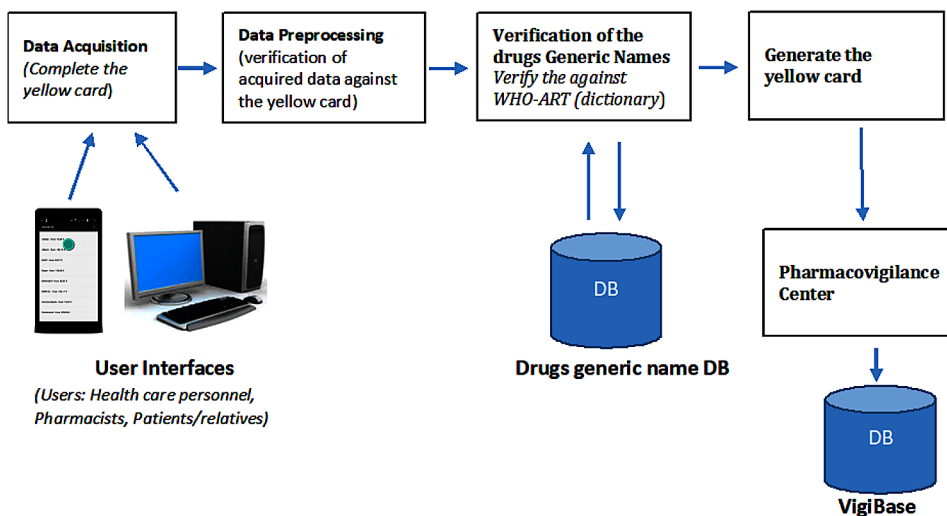 Data Acquisition
(Complete the
yellow card)
Data Preprocessing
(verification of
acquired data against
the yellow card)
Verification of the
drugs Generic Names
Verify the against
WHO-ART (dictionary)
Generate the
yellow card
DB
Drugs generic name DB
Pharmacovigilance
Center
User Interfaces
(Users: Health care personnel,
Pharmacists, Patients/relatives)
DB
VigiBase